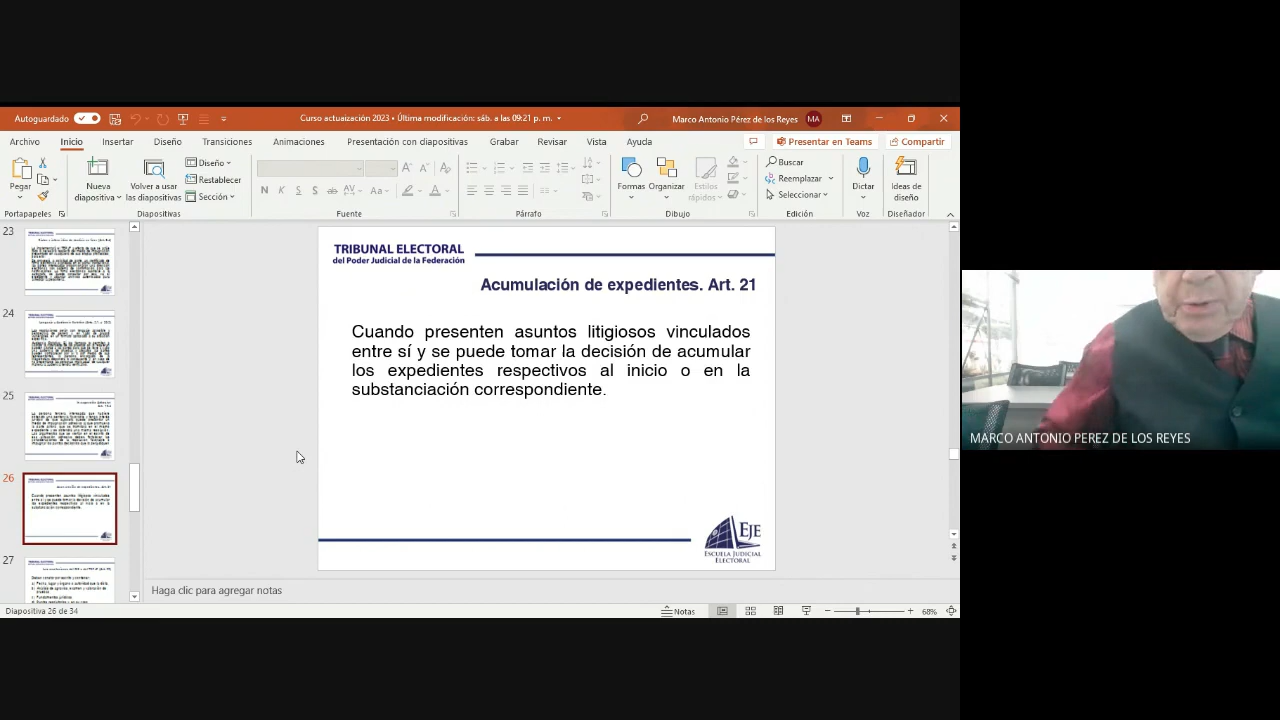 Autoguardado
Curso actuaización 2023 • Última modificación: sáb. a las 09:21 p. m.
Marco Antonio Pérez de los Reyes
MA
Archivo Inicio Insertar Diseño Transiciones Animaciones Presentación con diapositivas Grabar Revisar Vista Ayuda
Presentar en Teams
Compartir
Pegar
Nueva diapositiva
Volver a usar las diapositivas
Diseño
Restablecer
Sección
N K S S ab AV Aa A
Formas
Organizar
Estilos rápidos
Buscar
Reemplazar
Seleccionar
Dictar
Ideas de diseño
Portapapeles
Diapositivas
Fuente
Párrafo
Dibujo
Edición
Voz
Diseñador
23
24
25
26
27
TRIBUNAL ELECTORAL
del Poder Judicial de la Federación
Acumulación de expedientes. Art. 21
Cuando presenten asuntos litigiosos vinculados
entre sí y se puede tomar la decisión de acumular
los expedientes respectivos al inicio o en la
substanciación correspondiente.
EJE
ESCUELA JUDICIAL
ELECTORAL
Haga clic para agregar notas
Diapositiva 26 de 34
Notas
68%
MARCO ANTONIO PEREZ DE LOS REYES